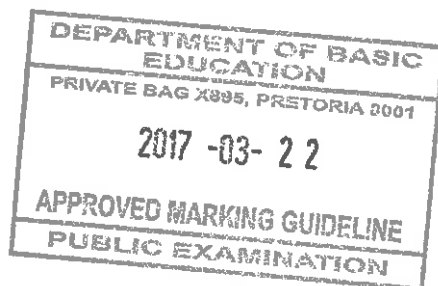 DEPARTMENT OF BASIC
EDUCATION
PRIVATE BAG X895, PRETORIA 0001
2017 -03- 22
APPROVED MARKING GUIDELINE
PUBLIC EXAMINATION